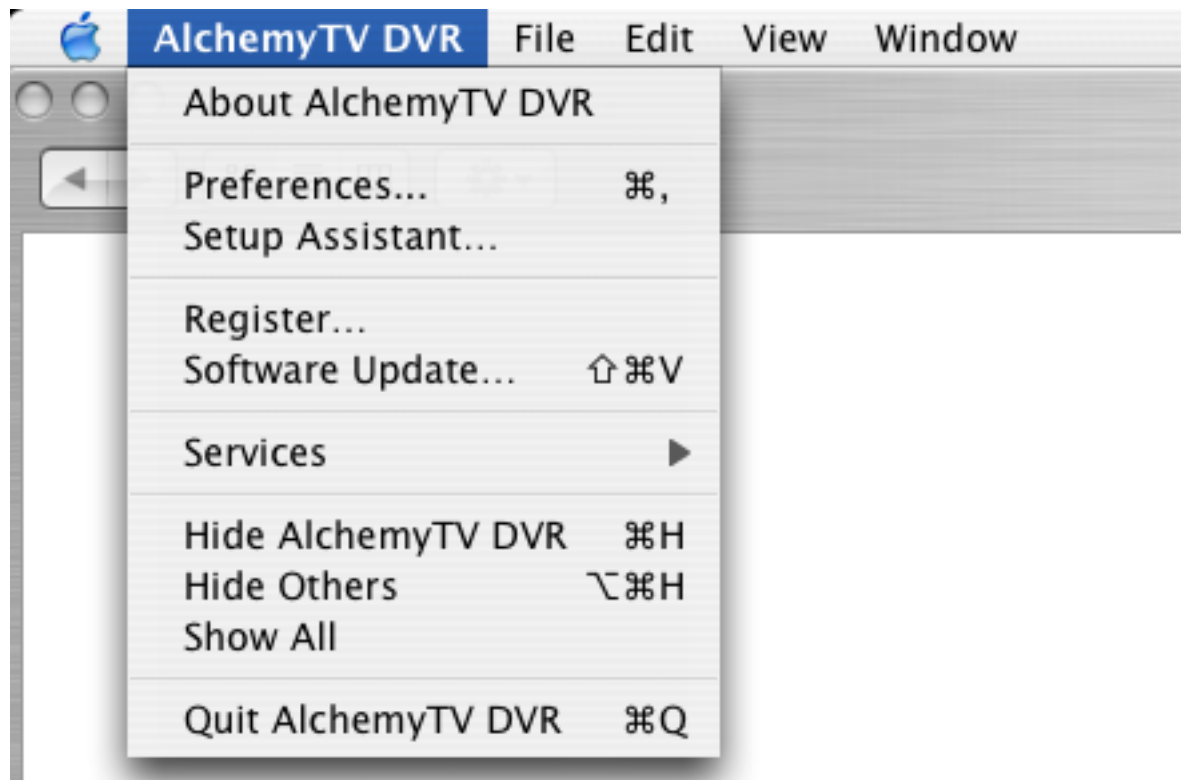 AlchemyTV DVR File Edit View Window
About AlchemyTV DVR
Preferences... ⌘,
Setup Assistant...
Register...
Software Update... ⇧⌘V
Services ▶
Hide AlchemyTV DVR ⌘H
Hide Others ⌥⌘H
Show All
Quit AlchemyTV DVR ⌘Q